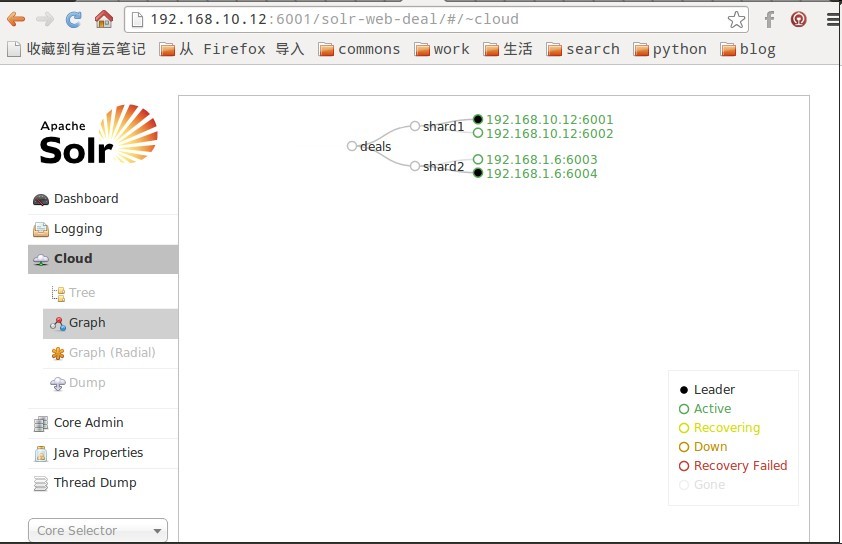 192.168.10.12:6001/solr-web-deal/#/~cloud
收藏到有道云笔记 从 Firefox 导入 commons work 生活 search python blog
Apache
Solr
Dashboard
Logging
Cloud
Tree
Graph
Graph (Radial)
Dump
Core Admin
Java Properties
Thread Dump
Core Selector
deals
shard1
192.168.10.12:6001
192.168.10.12:6002
shard2
192.168.1.6:6003
192.168.1.6:6004
Leader
Active
Recovering
Down
Recovery Failed
Gone